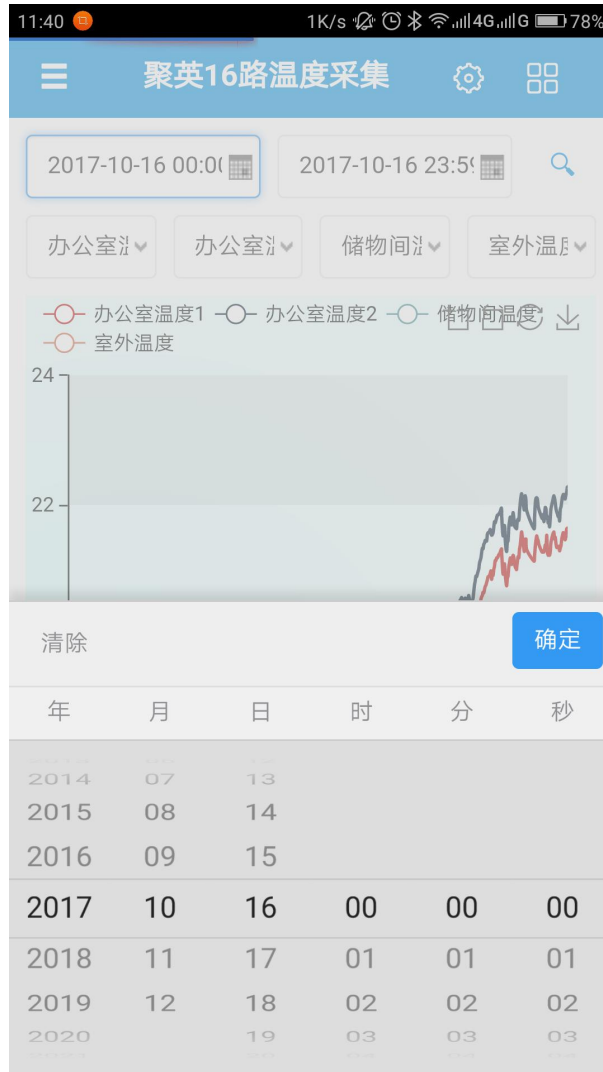 11:40 1K/s 4G G 78%
聚英16路温度采集
2017-10-16 00:0 2017-10-16 23:5
办公室 办公室 储物间 室外温度
办公室温度1 办公室温度2 储物间温度
室外温度
24
22
清除 确定
年 月 日 时 分 秒
2014 07 13
2015 08 14
2016 09 15
2017 10 16 00 00 00
2018 11 17 01 01 01
2019 12 18 02 02 02
2020 19 03 03 03